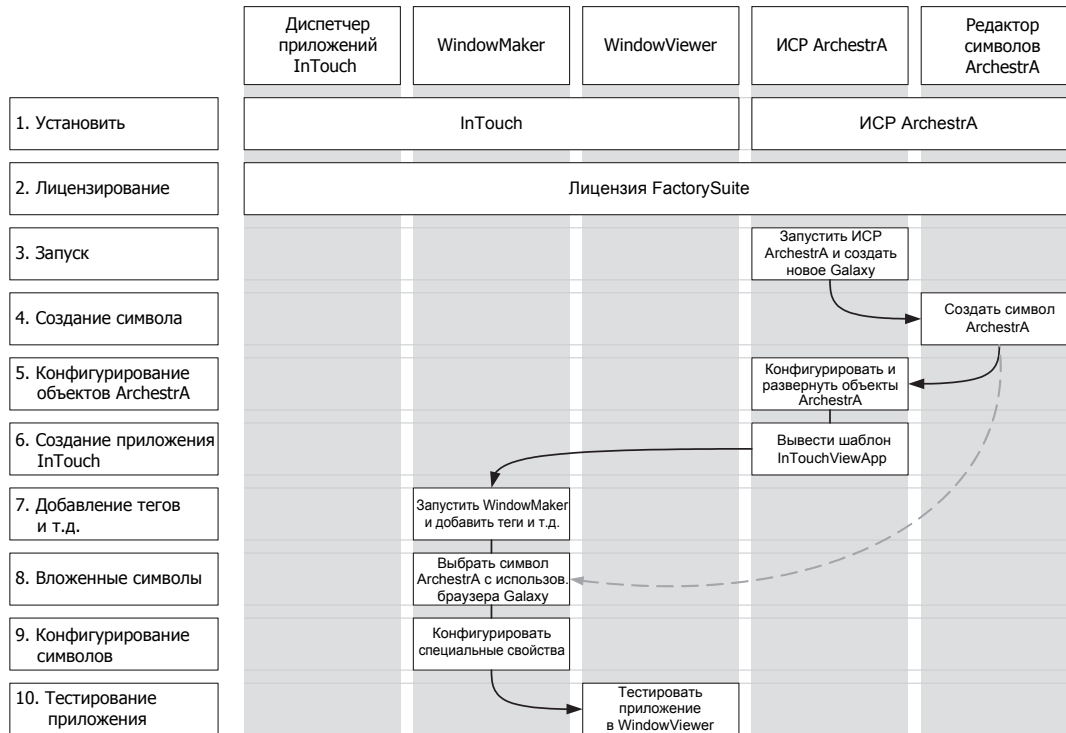 Диспетчер
приложений
InTouch
WindowMaker
WindowViewer
ИСР ArchestrA
Редактор
символов
ArchestrA
1. Установить
InTouch
ИСР ArchestrA
2. Лицензирование
Лицензия FactorySuite
3. Запуск
Запустить ИСР
ArchestrA и создать
новое Galaxy
4. Создание символа
Создать символ
ArchestrA
5. Конфигурирование
объектов ArchestrA
Конфигурировать и
развернуть объекты
ArchestrA
6. Создание приложения
InTouch
Вывести шаблон
InTouchViewApp
7. Добавление тегов
и т.д.
Запустить WindowMaker
и добавить теги и т.д.
8. Вложенные символы
Выбрать символ
ArchestrA с использов.
браузера Galaxy
9. Конфигурирование
символов
Конфигурировать
специальные свойства
10. Тестирование
приложения
Тестировать
приложение
в WindowViewer